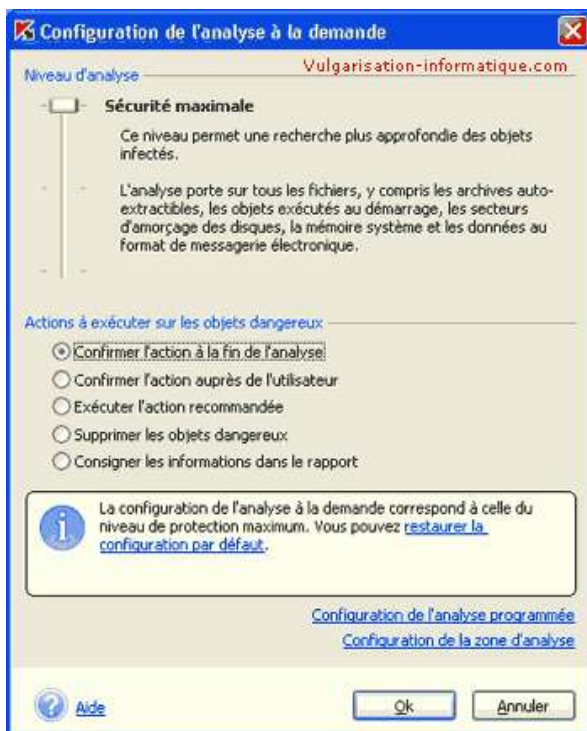 Configuration de l'analyse à la demande
Niveau d'analyse
Vulgarisation-informatique.com
Sécurité maximale
Ce niveau permet une recherche plus approfondie des objets
infectés.
L'analyse porte sur tous les fichiers, y compris les archives auto-
extractibles, les objets exécutés au démarrage, les secteurs
d'amorçage des disques, la mémoire système et les données au
format de messagerie électronique.
Actions à exécuter sur les objets dangereux
Confirmer l'action à la fin de l'analyse
Confirmer l'action auprès de l'utilisateur
Exécuter l'action recommandée
Supprimer les objets dangereux
Consigner les informations dans le rapport
La configuration de l'analyse à la demande correspond à celle du
niveau de protection maximum. Vous pouvez restaurer la
configuration par défaut.
Configuration de l'analyse programmée
Configuration de la zone d'analyse
Aide
Ok
Annuler